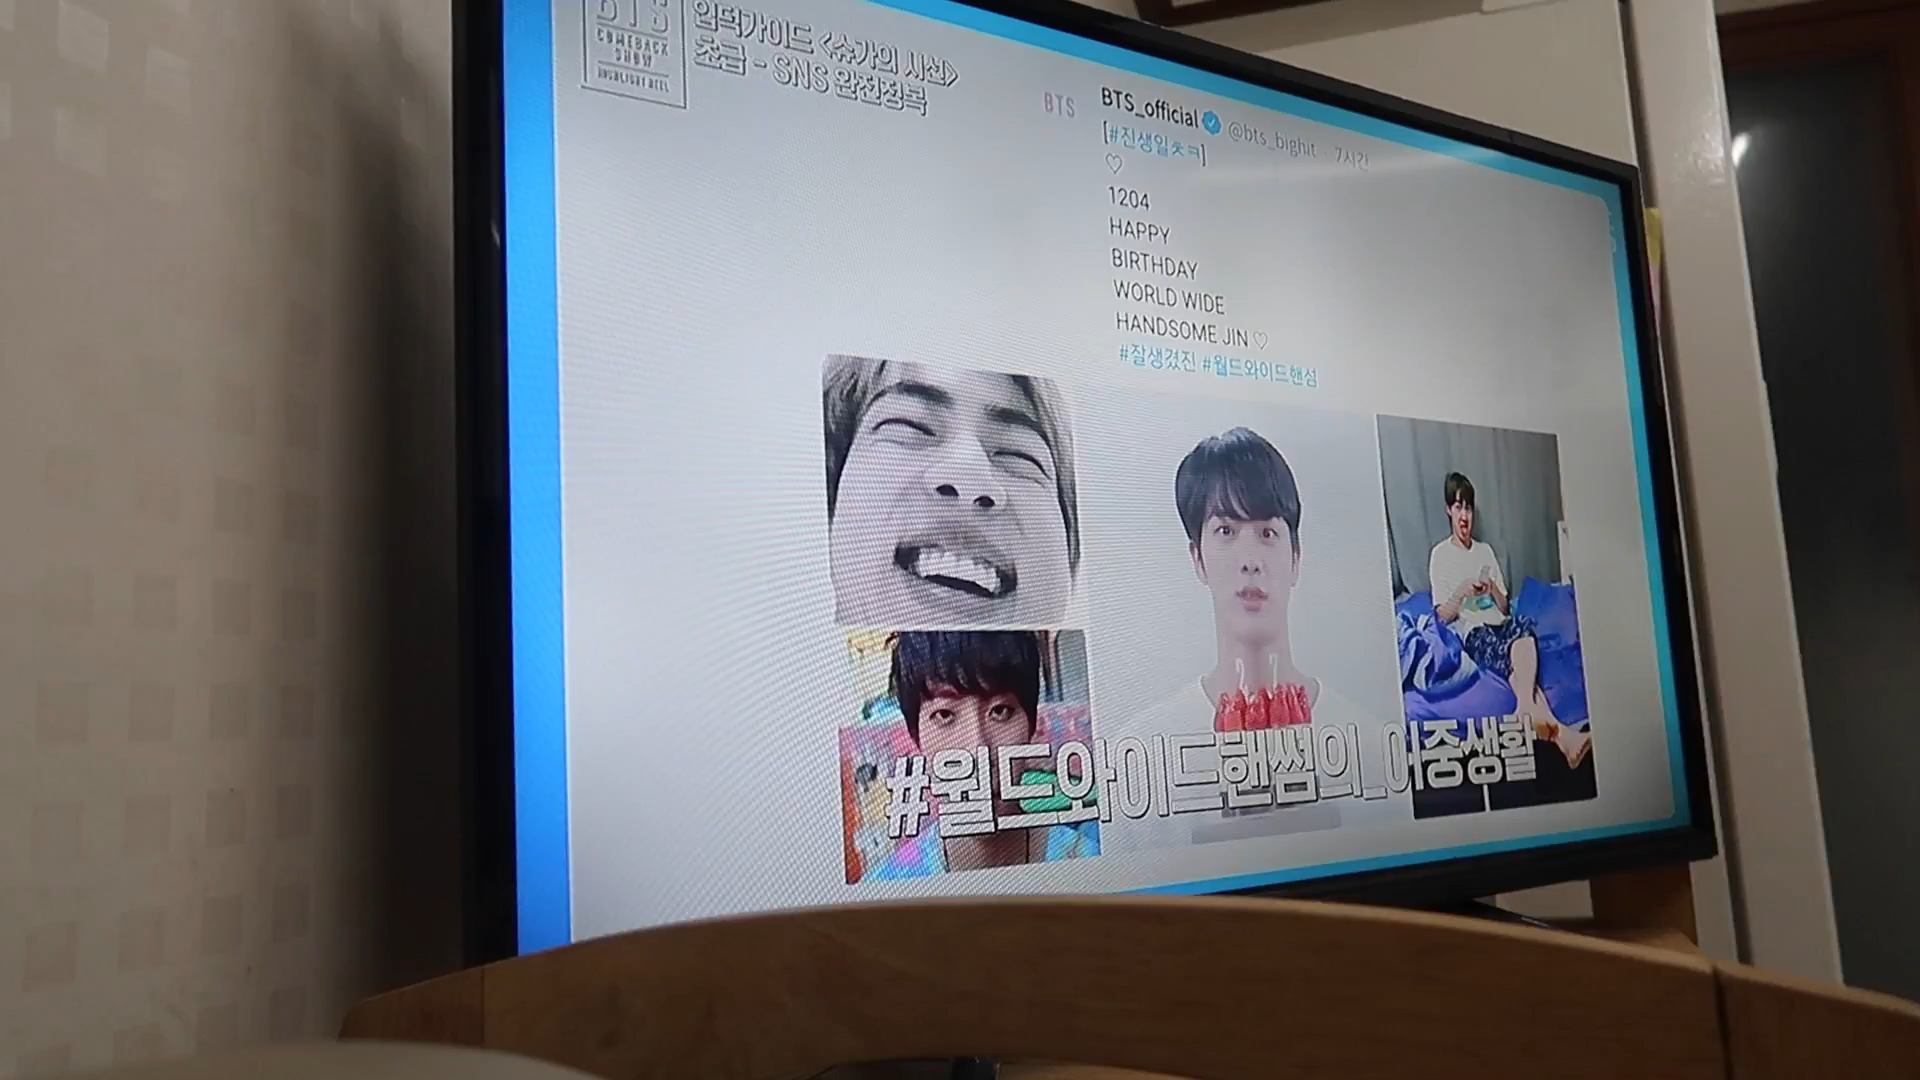 BTS
COMEBACK
SHOW
HIGHLIGHT REEL
입덕가이드 <슈가의 시선>
초급 - SNS 완전정복
BTS
BTS_official @bts_bighit · 7시간
[#진생일ㅊㅋ]
♡
1204
HAPPY
BIRTHDAY
WORLD WIDE
HANDSOME JIN ♡
#잘생겼진 #월드와이드핸섬
#월드와이드핸썸의_이중생활